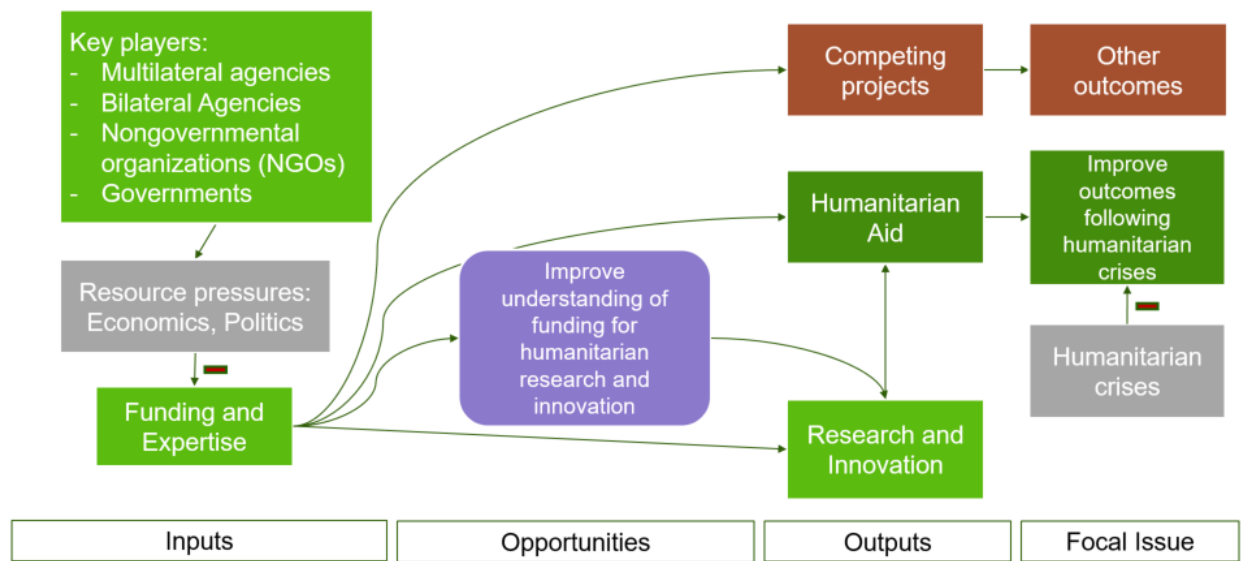 Key players:
- Multilateral agencies
- Bilateral Agencies
- Nongovernmental
organizations (NGOs)
- Governments
Resource pressures:
Economics, Politics
Funding and
Expertise
Improve
understanding of
funding for
humanitarian
research and
innovation
Competing
projects
Other
outcomes
Humanitarian
Aid
Improve
outcomes
following
humanitarian
crises
Research and
Innovation
Humanitarian
crises
Inputs
Opportunities
Outputs
Focal Issue